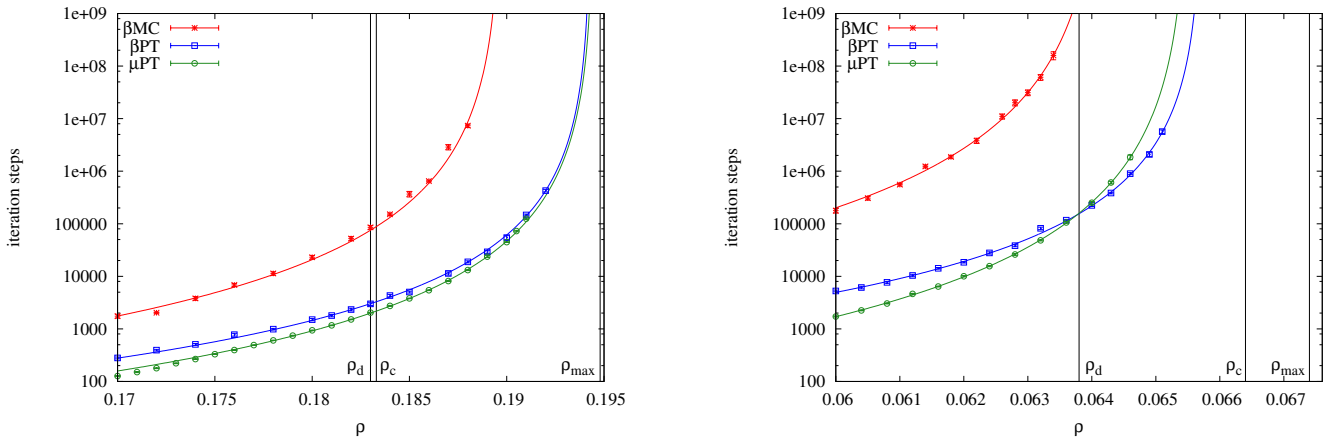 1e+09
1e+08
1e+07
1e+06
100000
10000
1000
100
iteration steps
βMC
βPT
μPT
ρd
ρc
ρmax
0.17
0.175
0.18
0.185
0.19
0.195
ρ
1e+09
1e+08
1e+07
1e+06
100000
10000
1000
100
iteration steps
βMC
βPT
μPT
ρd
ρc
ρmax
0.06
0.061
0.062
0.063
0.064
0.065
0.066
0.067
ρ